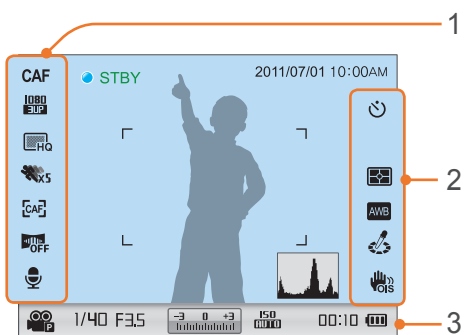 1
CAF
STBY
2011/07/01 10:00AM
1080
30P
HQ
X5
2
CAF
AWB
OFF
OIS
P
1/40 F3.5
-3 0 +3
ISO
AUTO
00:10
3